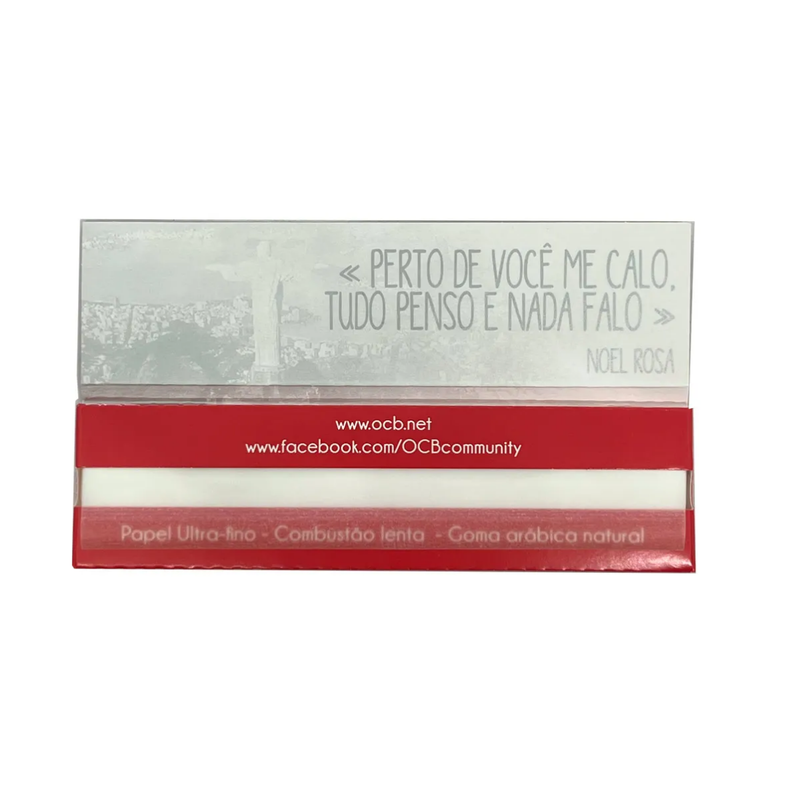 « PERTO DE VOCÊ ME CALO,
TUDO PENSO E NADA FALO »
NOEL ROSA
www.ocb.net
www.facebook.com/OCBcommunity
Papel Ultra-fino - Combustão lenta - Goma arábica natural